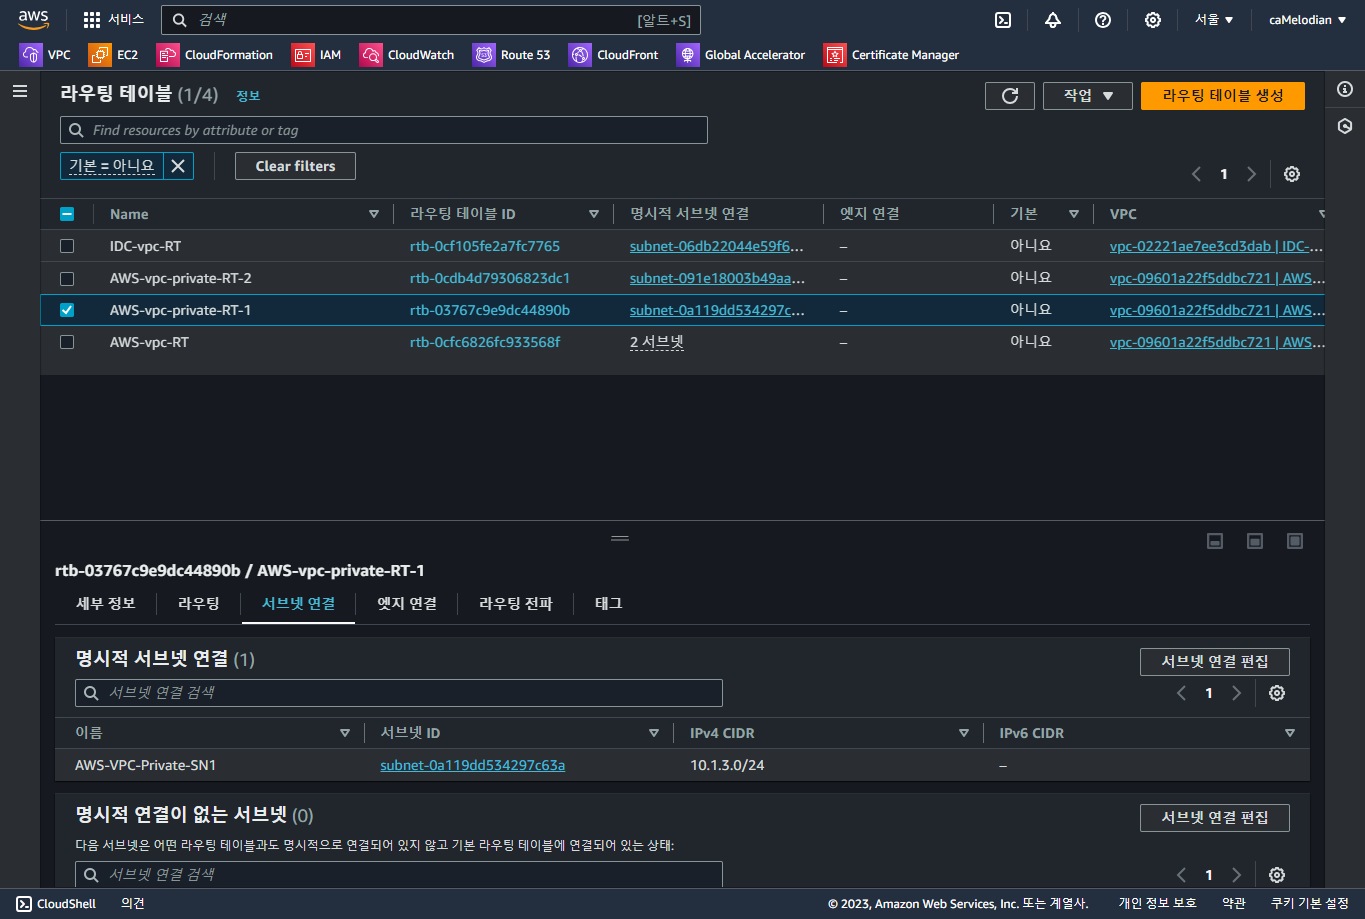 aws 서비스 검색 [알트+S] 서울 ▼ caMelodian ▼
VPC EC2 CloudFormation IAM CloudWatch Route 53 CloudFront Global Accelerator Certificate Manager
라우팅 테이블 (1/4) 정보 작업 ▼ 라우팅 테이블 생성
Find resources by attribute or tag
기본 = 아니요 Clear filters 1
Name 라우팅 테이블 ID 명시적 서브넷 연결 엣지 연결 기본 VPC
IDC-vpc-RT rtb-0cf105fe2a7fc7765 subnet-06db22044e59f6... – 아니요 vpc-02221ae7ee3cd3dab | IDC-...
AWS-vpc-private-RT-2 rtb-0cdb4d79306823dc1 subnet-091e18003b49aa... – 아니요 vpc-09601a22f5ddbc721 | AWS...
AWS-vpc-private-RT-1 rtb-03767c9e9dc44890b subnet-0a119dd534297c... – 아니요 vpc-09601a22f5ddbc721 | AWS...
AWS-vpc-RT rtb-0cfc6826fc933568f 2 서브넷 – 아니요 vpc-09601a22f5ddbc721 | AWS...
rtb-03767c9e9dc44890b / AWS-vpc-private-RT-1
세부 정보 라우팅 서브넷 연결 엣지 연결 라우팅 전파 태그
명시적 서브넷 연결 (1) 서브넷 연결 편집
서브넷 연결 검색 1
이름 서브넷 ID IPv4 CIDR IPv6 CIDR
AWS-VPC-Private-SN1 subnet-0a119dd534297c63a 10.1.3.0/24 –
명시적 연결이 없는 서브넷 (0) 서브넷 연결 편집
다음 서브넷은 어떤 라우팅 테이블과도 명시적으로 연결되어 있지 않고 기본 라우팅 테이블에 연결되어 있는 상태:
서브넷 연결 검색 1
CloudShell 의견 © 2023, Amazon Web Services, Inc. 또는 계열사. 개인 정보 보호 약관 쿠키 기본 설정